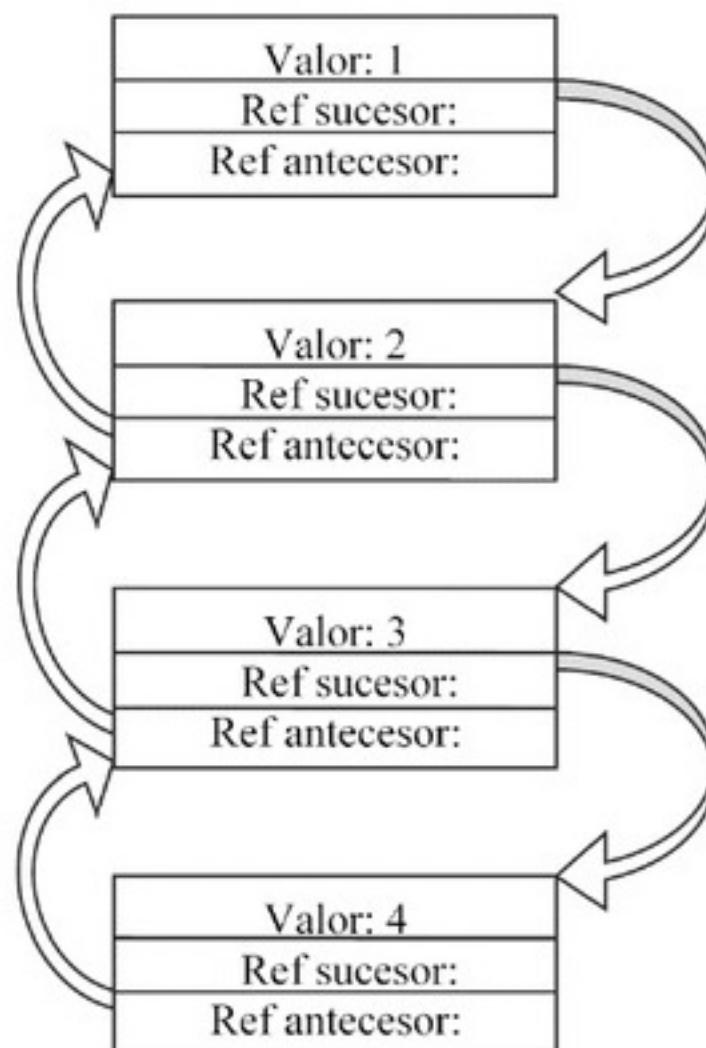 Valor: 1
Ref sucesor:
Ref antecesor:
Valor: 2
Ref sucesor:
Ref antecesor:
Valor: 3
Ref sucesor:
Ref antecesor:
Valor: 4
Ref sucesor:
Ref antecesor: